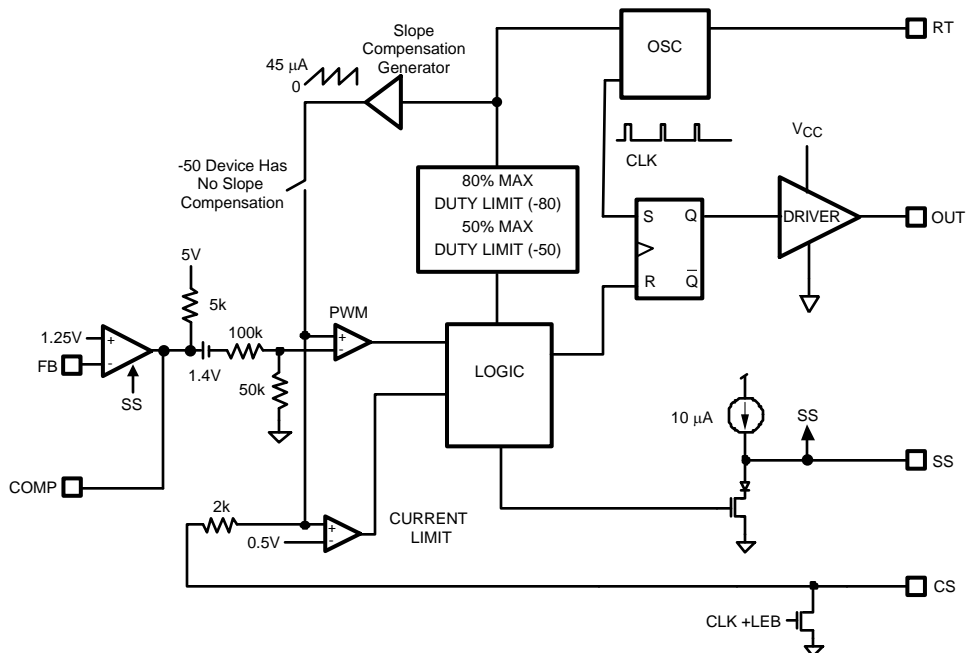 Slope
Compensation
Generator
45 μA
0
OSC
RT
CLK
VCC
-50 Device Has
No Slope
Compensation
80% MAX
DUTY LIMIT (-80)
50% MAX
DUTY LIMIT (-50)
S Q
R Q̅
DRIVER
OUT
5V
5k
PWM
1.25V
+
-
FB
100k
+
-
1.4V
50k
SS
LOGIC
10 μA
SS
SS
COMP
2k
+
-
0.5V
CURRENT
LIMIT
CS
CLK +LEB